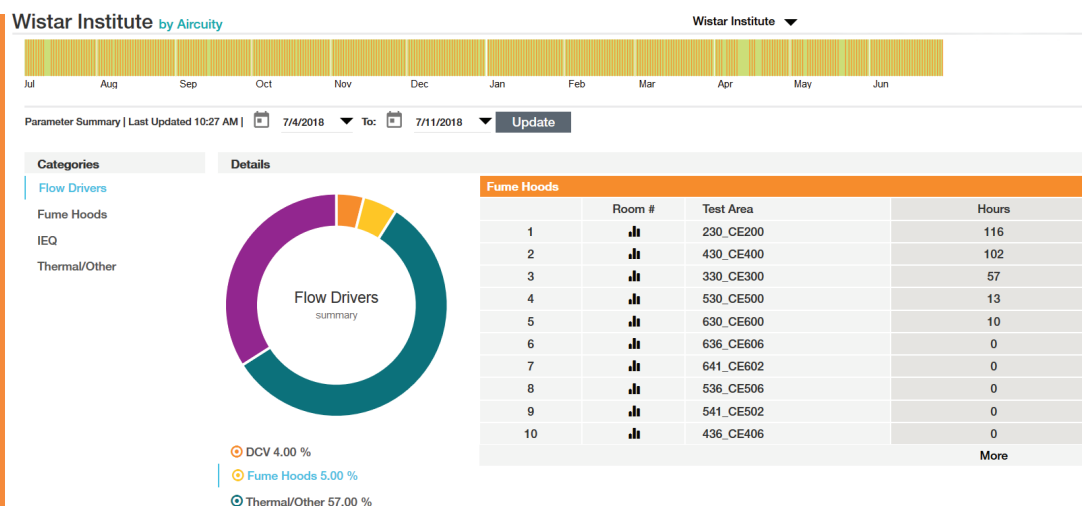 Wistar Institute by Aircuity
Wistar Institute
Jul Aug Sep Oct Nov Dec Jan Feb Mar Apr May Jun
Parameter Summary | Last Updated 10:27 AM | 7/4/2018 To: 7/11/2018 Update
Categories
Flow Drivers
Fume Hoods
IEQ
Thermal/Other
Details
Flow Drivers
summary
DCV 4.00 %
Fume Hoods 5.00 %
Thermal/Other 57.00 %
Fume Hoods
Room # Test Area Hours
1 230_CE200 116
2 430_CE400 102
3 330_CE300 57
4 530_CE500 13
5 630_CE600 10
6 636_CE606 0
7 641_CE602 0
8 536_CE506 0
9 541_CE502 0
10 436_CE406 0
More